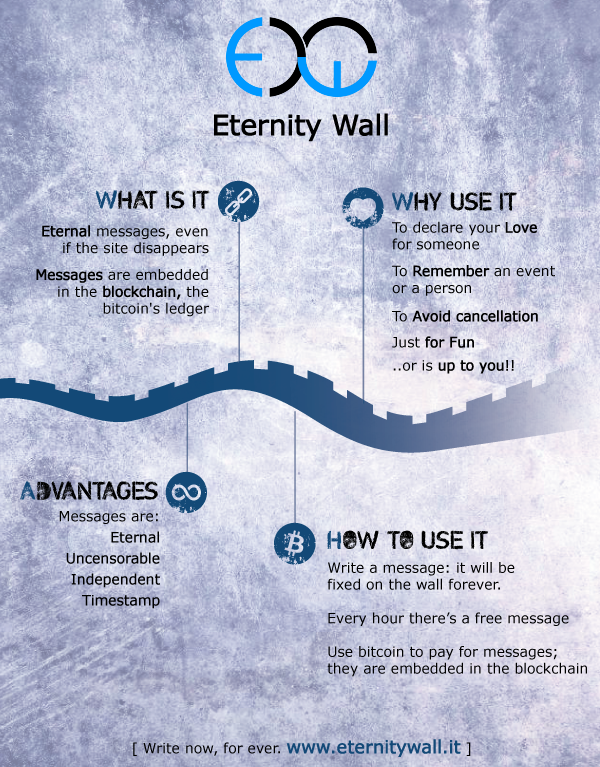 Eternity Wall
WHAT IS IT
Eternal messages, even
if the site disappears
Messages are embedded
in the blockchain, the
bitcoin's ledger
WHY USE IT
To declare your Love
for someone
To Remember an event
or a person
To Avoid cancellation
Just for Fun
..or is up to you!!
ADVANTAGES
Messages are:
Eternal
Uncensorable
Independent
Timestamp
HOW TO USE IT
Write a message: it will be
fixed on the wall forever.
Every hour there's a free message
Use bitcoin to pay for messages;
they are embedded in the blockchain
[ Write now, for ever. www.eternitywall.it ]